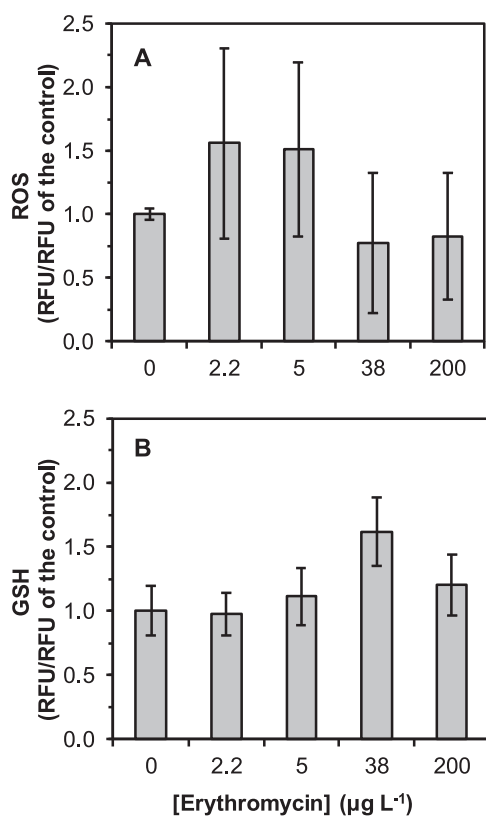 A
ROS
(RFU/RFU of the control)
2.5
2.0
1.5
1.0
0.5
0.0
0 2.2 5 38 200
B
GSH
(RFU/RFU of the control)
2.5
2.0
1.5
1.0
0.5
0.0
0 2.2 5 38 200
[Erythromycin] (µg L⁻¹)